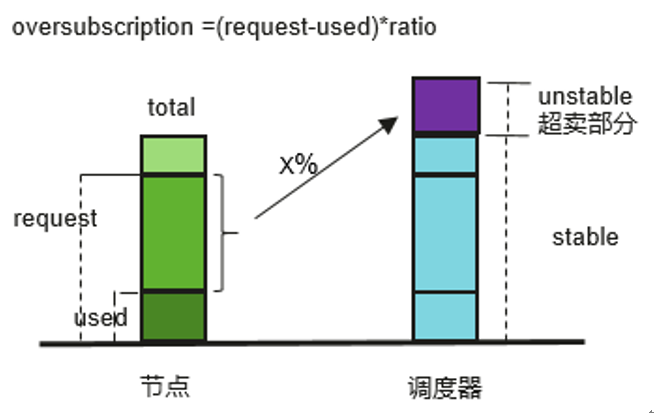 oversubscription =(request-used)*ratio
total
unstable
超卖部分
X%
request
stable
used
节点
调度器